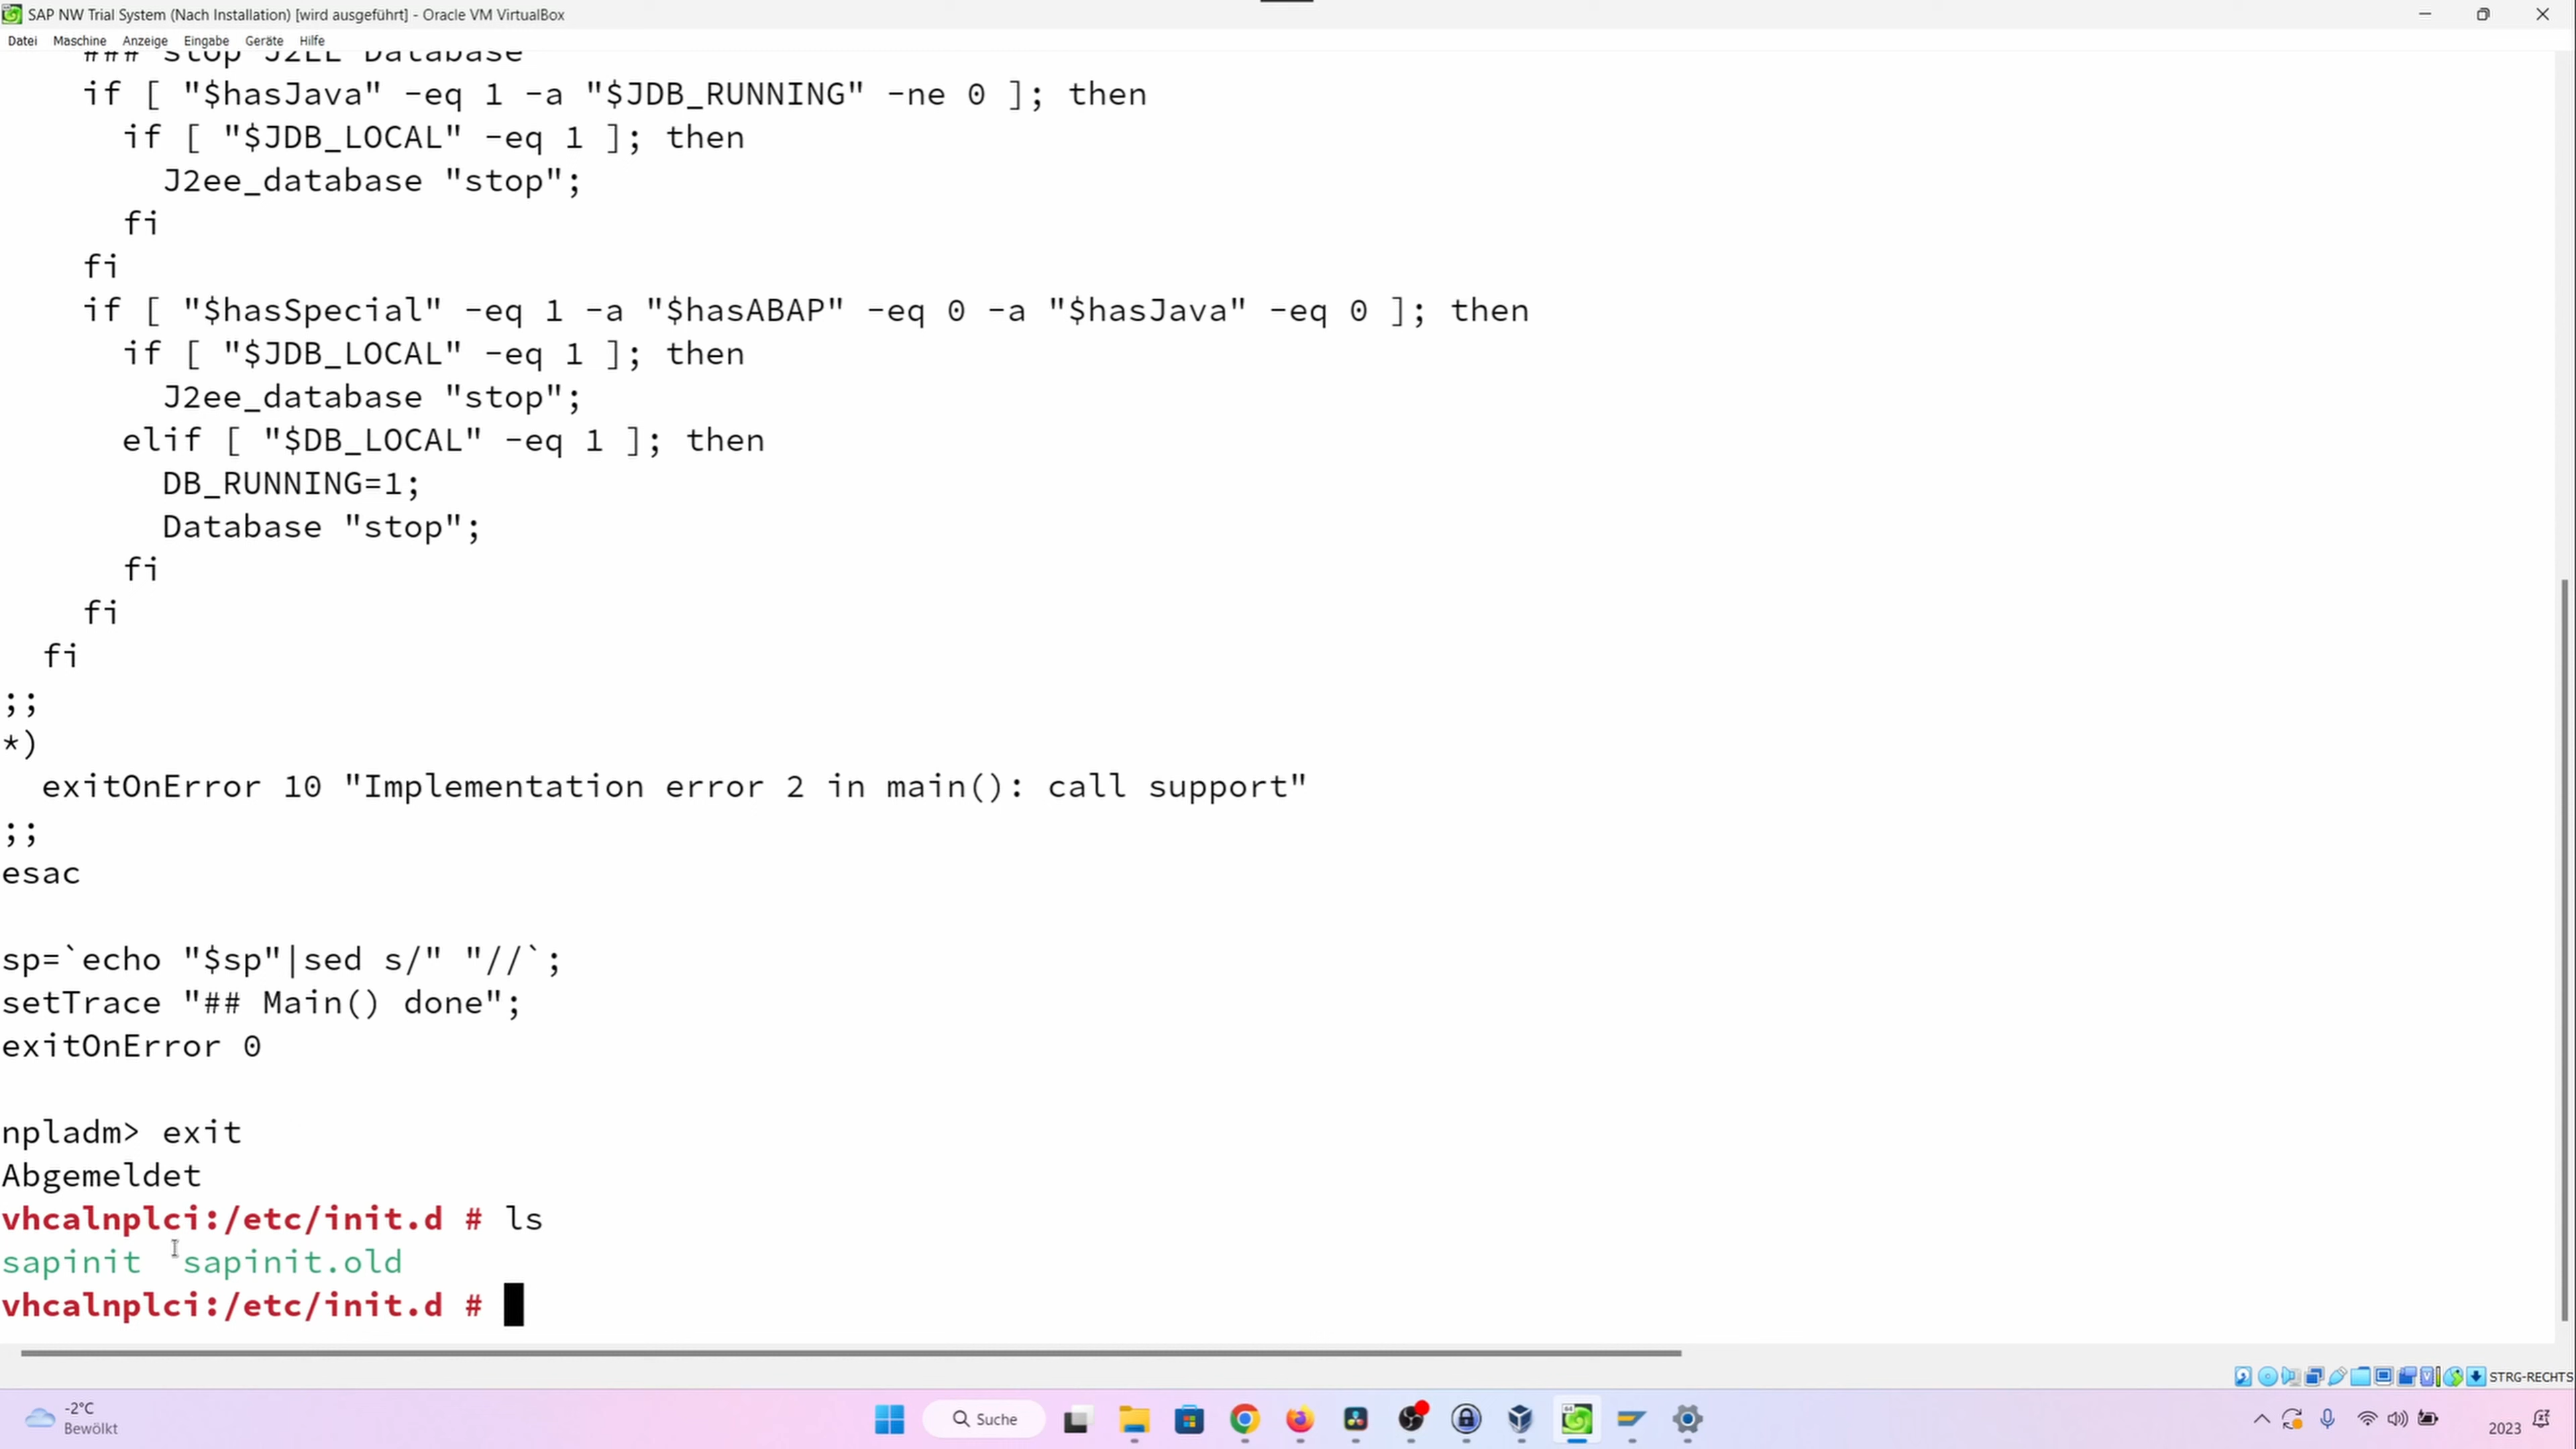 SAP NW Trial System (Nach Installation) [wird ausgeführt] - Oracle VM VirtualBox
Datei Maschine Anzeige Eingabe Geräte Hilfe
### stop J2EE Database
if [ "$hasJava" -eq 1 -a "$JDB_RUNNING" -ne 0 ]; then
if [ "$JDB_LOCAL" -eq 1 ]; then
J2ee_database "stop";
fi
fi
if [ "$hasSpecial" -eq 1 -a "$hasABAP" -eq 0 -a "$hasJava" -eq 0 ]; then
if [ "$JDB_LOCAL" -eq 1 ]; then
J2ee_database "stop";
elif [ "$DB_LOCAL" -eq 1 ]; then
DB_RUNNING=1;
Database "stop";
fi
fi
fi
;;
*)
exitOnError 10 "Implementation error 2 in main(): call support"
;;
esac
sp=`echo "$sp"|sed s/" "//`;
setTrace "## Main() done";
exitOnError 0
npladm> exit
Abgemeldet
vhcalnplci:/etc/init.d # ls
sapinit sapinit.old
vhcalnplci:/etc/init.d #
STRG-RECHTS
-2°C
Bewölkt
Suche
2023